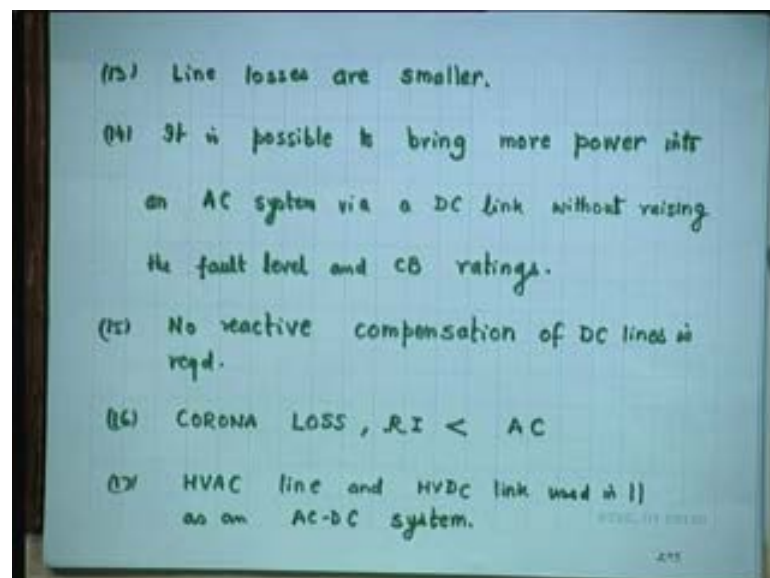 (13) Line losses are smaller.
(14) It is possible to bring more power into
an AC system via a DC link without raising
the fault level and CB ratings.
(15) No reactive compensation of DC lines is
reqd.
(16) CORONA LOSS, RI < AC
(17) HVAC line and HVDC link used in ||
as an AC-DC system.